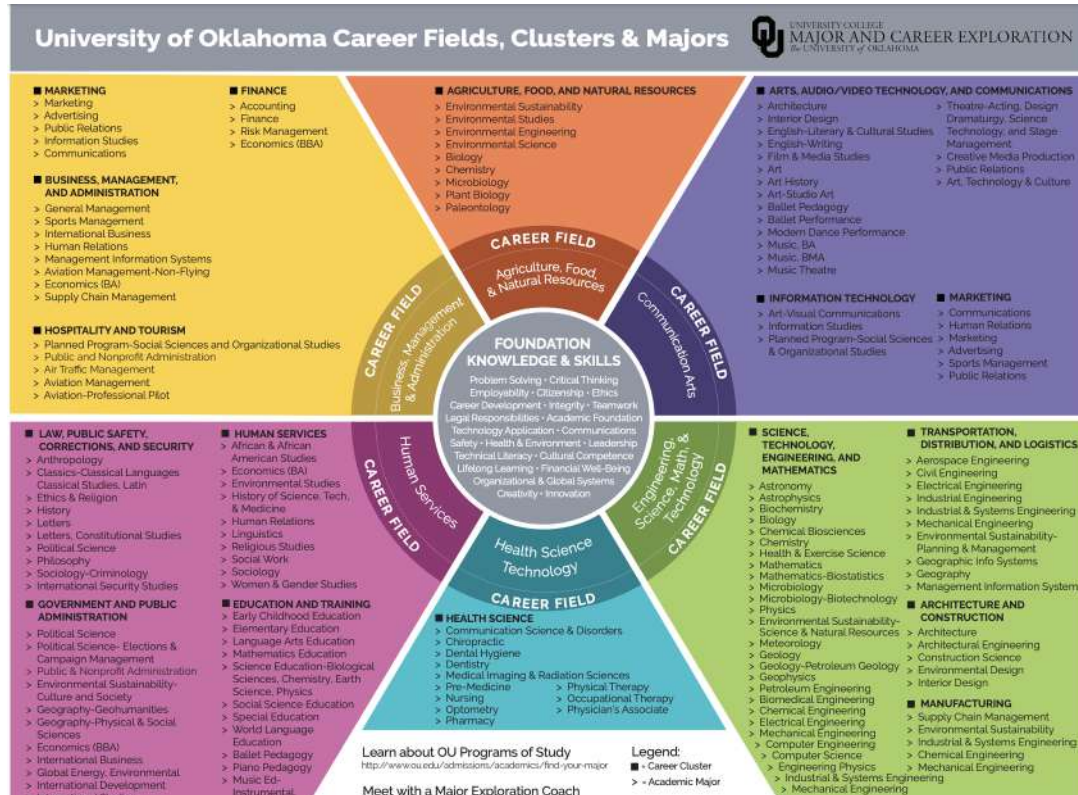 University of Oklahoma Career Fields, Clusters & Majors
OU
UNIVERSITY COLLEGE
MAJOR AND CAREER EXPLORATION
the UNIVERSITY of OKLAHOMA
■ MARKETING
> Marketing
> Advertising
> Public Relations
> Information Studies
> Communications
■ FINANCE
> Accounting
> Finance
> Risk Management
> Economics (BBA)
■ BUSINESS, MANAGEMENT,
AND ADMINISTRATION
> General Management
> Sports Management
> International Business
> Human Relations
> Management Information Systems
> Aviation Management-Non-Flying
> Economics (BA)
> Supply Chain Management
■ HOSPITALITY AND TOURISM
> Planned Program-Social Sciences and Organizational Studies
> Public and Nonprofit Administration
> Air Traffic Management
> Aviation Management
> Aviation-Professional Pilot
CAREER FIELD
Business, Management
& Administration
■ AGRICULTURE, FOOD, AND NATURAL RESOURCES
> Environmental Sustainability
> Environmental Studies
> Environmental Engineering
> Environmental Science
> Biology
> Chemistry
> Microbiology
> Plant Biology
> Paleontology
CAREER FIELD
Agriculture, Food,
& Natural Resources
■ ARTS, AUDIO/VIDEO TECHNOLOGY, AND COMMUNICATIONS
> Architecture
> Interior Design
> English-Literary & Cultural Studies
> English-Writing
> Film & Media Studies
> Art
> Art History
> Art-Studio Art
> Ballet Pedagogy
> Ballet Performance
> Modern Dance Performance
> Music, BA
> Music, BMA
> Music Theatre
> Theatre-Acting, Design
Dramaturgy, Science
Technology, and Stage
Management
> Creative Media Production
> Public Relations
> Art, Technology & Culture
■ INFORMATION TECHNOLOGY
> Art-Visual Communications
> Information Studies
> Planned Program-Social Sciences
& Organizational Studies
■ MARKETING
> Communications
> Human Relations
> Marketing
> Advertising
> Sports Management
> Public Relations
CAREER FIELD
Communication Arts
FOUNDATION
KNOWLEDGE & SKILLS
Problem Solving • Critical Thinking
Employability • Citizenship • Ethics
Career Development • Integrity • Teamwork
Legal Responsibilities • Academic Foundation
Technology Application • Communications
Safety • Health & Environment • Leadership
Technical Literacy • Cultural Competence
Lifelong Learning • Financial Well-Being
Organizational & Global Systems
Creativity • Innovation
■ LAW, PUBLIC SAFETY,
CORRECTIONS, AND SECURITY
> Anthropology
> Classics-Classical Languages
Classical Studies, Latin
> Ethics & Religion
> History
> Letters
> Letters, Constitutional Studies
> Political Science
> Philosophy
> Sociology-Criminology
> International Security Studies
■ HUMAN SERVICES
> African & African
American Studies
> Economics (BA)
> Environmental Studies
> History of Science, Tech,
& Medicine
> Human Relations
> Linguistics
> Religious Studies
> Social Work
> Sociology
> Women & Gender Studies
■ GOVERNMENT AND PUBLIC
ADMINISTRATION
> Political Science
> Political Science- Elections &
Campaign Management
> Public & Nonprofit Administration
> Environmental Sustainability-
Culture and Society
> Geography-Geohumanities
> Geography-Physical & Social
Sciences
> Economics (BBA)
> International Business
> Global Energy, Environmental
> International Development
■ EDUCATION AND TRAINING
> Early Childhood Education
> Elementary Education
> Language Arts Education
> Mathematics Education
> Science Education-Biological
Sciences, Chemistry, Earth
Science, Physics
> Social Science Education
> Special Education
> World Language
Education
> Ballet Pedagogy
> Piano Pedagogy
> Music Ed-
Instrumental,
CAREER FIELD
Human Services
Health Science
Technology
CAREER FIELD
■ HEALTH SCIENCE
> Communication Science & Disorders
> Chiropractic
> Dental Hygiene
> Dentistry
> Medical Imaging & Radiation Sciences
> Pre-Medicine
> Nursing
> Optometry
> Pharmacy
> Physical Therapy
> Occupational Therapy
> Physician's Associate
Engineering,
Science, Math, &
Technology
CAREER FIELD
■ SCIENCE,
TECHNOLOGY,
ENGINEERING, AND
MATHEMATICS
> Astronomy
> Astrophysics
> Biochemistry
> Biology
> Chemical Biosciences
> Chemistry
> Health & Exercise Science
> Mathematics
> Mathematics-Biostatistics
> Microbiology
> Microbiology-Biotechnology
> Physics
> Environmental Sustainability-
Science & Natural Resources
> Meteorology
> Geology
> Geology-Petroleum Geology
> Geophysics
> Petroleum Engineering
> Biomedical Engineering
> Chemical Engineering
> Electrical Engineering
> Mechanical Engineering
> Computer Engineering
> Computer Science
> Engineering Physics
> Industrial & Systems Engineering
> Mechanical Engineering
■ TRANSPORTATION,
DISTRIBUTION, AND LOGISTICS
> Aerospace Engineering
> Civil Engineering
> Electrical Engineering
> Industrial Engineering
> Industrial & Systems Engineering
> Mechanical Engineering
> Environmental Sustainability-
Planning & Management
> Geographic Info Systems
> Geography
> Management Information System
■ ARCHITECTURE AND
CONSTRUCTION
> Architecture
> Architectural Engineering
> Construction Science
> Environmental Design
> Interior Design
■ MANUFACTURING
> Supply Chain Management
> Environmental Sustainability
> Industrial & Systems Engineering
> Chemical Engineering
> Mechanical Engineering
Learn about OU Programs of Study
http://www.ou.edu/admissions/academics/find-your-major
Meet with a Major Exploration Coach
Legend:
■ = Career Cluster
> = Academic Major